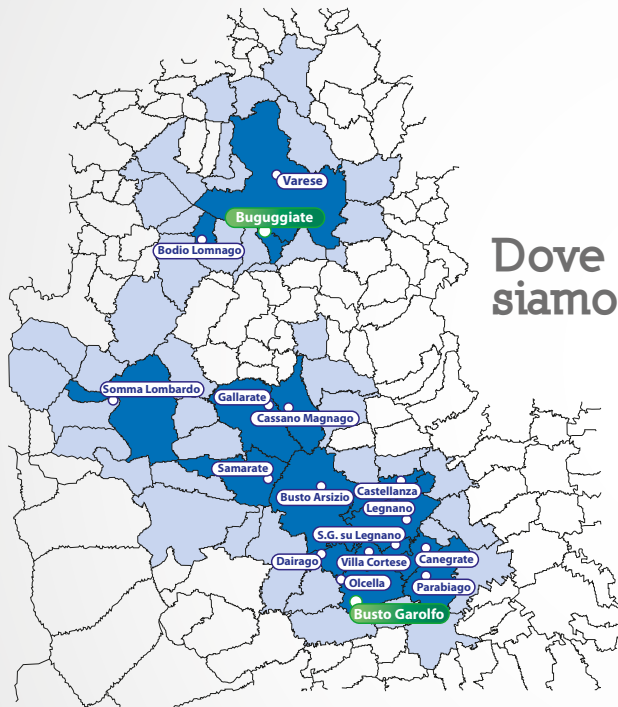 Varese
Buguggiate
Bodio Lomnago
Dove
siamo
Somma Lombardo
Gallarate
Cassano Magnago
Samarate
Busto Arsizio
Castellanza
Legnano
S.G. su Legnano
Dairago
Villa Cortese
Canegrate
Olcella
Parabiago
Busto Garolfo